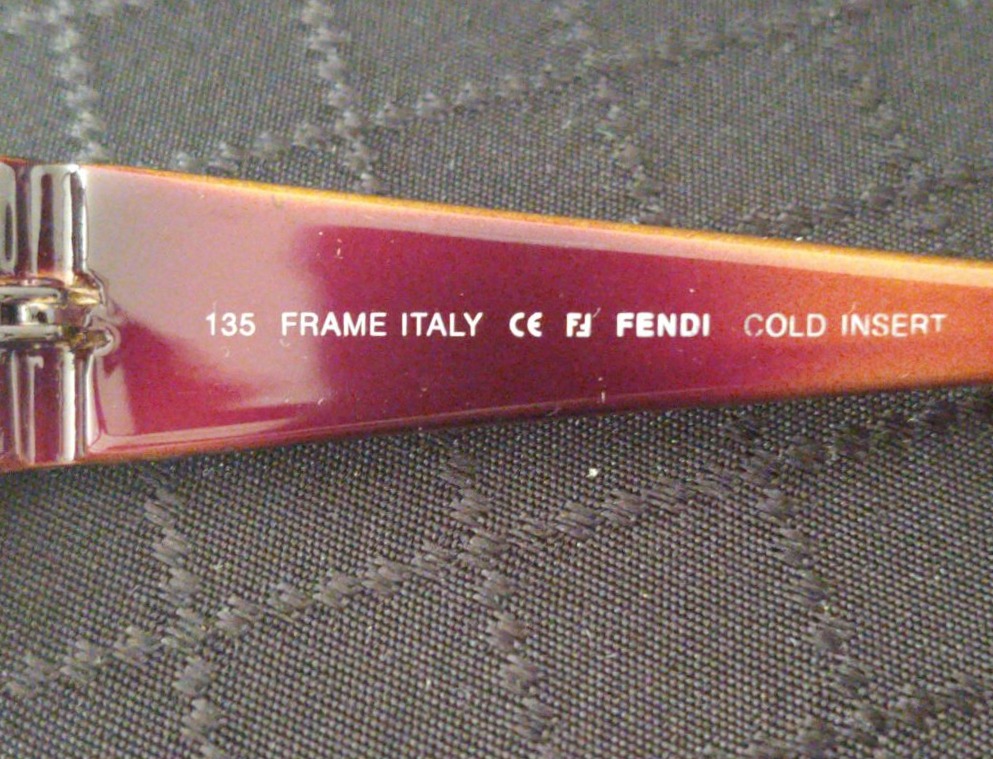 135 FRAME ITALY CE FF FENDI COLD INSERT